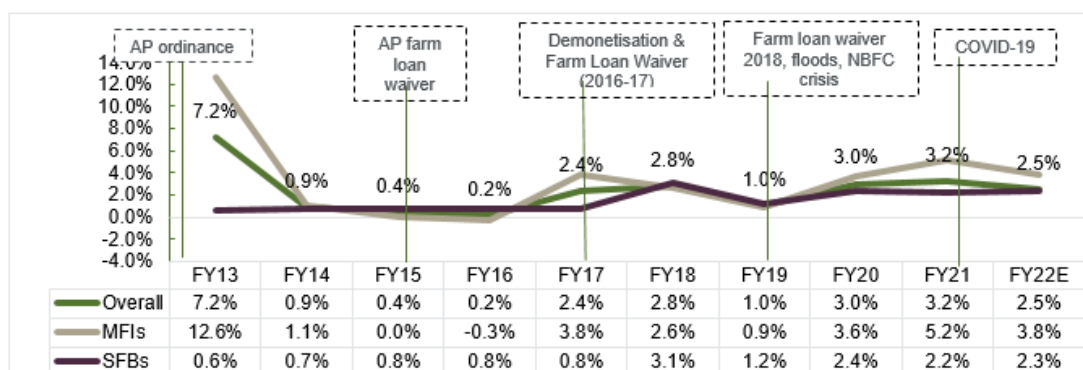 AP ordinance
AP farm
loan
waiver
Demonetisation &
Farm Loan Waiver
(2016-17)
Farm loan waiver
2018, floods, NBFC
crisis
COVID-19
14.0%
12.0%
10.0%
8.0%
6.0%
4.0%
2.0%
0.0%
-2.0%
-4.0%
7.2%
0.9%
0.4%
0.2%
2.4%
2.8%
1.0%
3.0%
3.2%
2.5%
FY13 FY14 FY15 FY16 FY17 FY18 FY19 FY20 FY21 FY22E
Overall 7.2% 0.9% 0.4% 0.2% 2.4% 2.8% 1.0% 3.0% 3.2% 2.5%
MFIs 12.6% 1.1% 0.0% -0.3% 3.8% 2.6% 0.9% 3.6% 5.2% 3.8%
SFBs 0.6% 0.7% 0.8% 0.8% 0.8% 3.1% 1.2% 2.4% 2.2% 2.3%